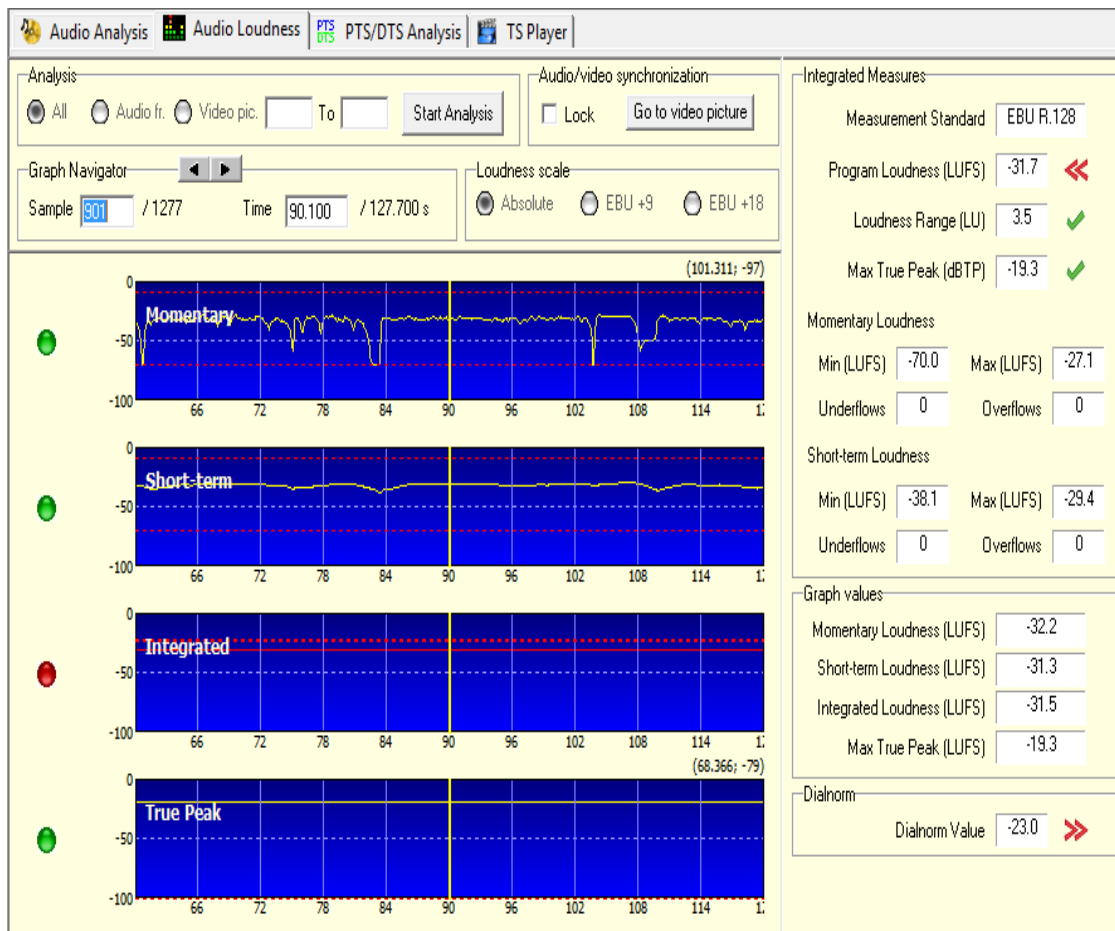 Audio Analysis Audio Loudness PTS DTS PTS/DTS Analysis TS Player
Analysis
All Audio fr. Video pic. To Start Analysis
Audio/video synchronization
Lock Go to video picture
Graph Navigator
Sample 901 / 1277 Time 90.100 / 127.700 s
Loudness scale
Absolute EBU +9 EBU +18
(101.311; -97)
Momentary
0
-50
-100
66 72 78 84 90 96 102 108 114 12
Short-term
0
-50
-100
66 72 78 84 90 96 102 108 114 12
Integrated
0
-50
-100
66 72 78 84 90 96 102 108 114 12
(68.366; -79)
True Peak
0
-50
-100
66 72 78 84 90 96 102 108 114 12
Integrated Measures
Measurement Standard EBU R.128
Program Loudness (LUFS) -31.7
Loudness Range (LU) 3.5
Max True Peak (dBTP) -19.3
Momentary Loudness
Min (LUFS) -70.0 Max (LUFS) -27.1
Underflows 0 Overflows 0
Short-term Loudness
Min (LUFS) -38.1 Max (LUFS) -29.4
Underflows 0 Overflows 0
Graph values
Momentary Loudness (LUFS) -32.2
Short-term Loudness (LUFS) -31.3
Integrated Loudness (LUFS) -31.5
Max True Peak (LUFS) -19.3
Dialnorm
Dialnorm Value -23.0